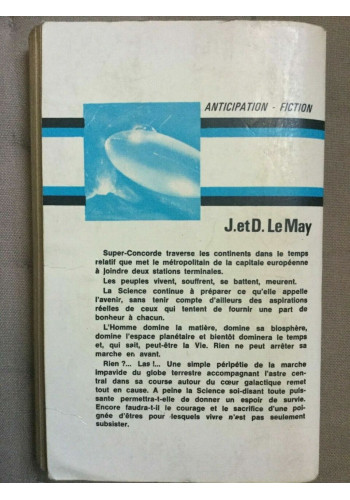 ANTICIPATION - FICTION
J. et D. Le May
Super-Concorde traverse les continents dans le temps
relatif que met le métropolitain de la capitale européenne
à joindre deux stations terminales.
Les peuples vivent, souffrent, se battent, meurent.
La Science continue à préparer ce qu'elle appelle
l'avenir, sans tenir compte d'ailleurs des aspirations
réelles de ceux qui tentent de fournir une part de
bonheur à chacun.
L'Homme domine la matière, domine sa biosphère,
domine l'espace planétaire et bientôt dominera le temps
et, qui sait, peut-être la Vie. Rien ne peut arrêter sa
marche en avant.
Rien ?... Las !... Une simple péripétie de la marche
impavide du globe terrestre accompagnant l'astre cen-
tral dans sa course autour du cœur galactique remet
tout en cause. A peine la Science soi-disant toute puis-
sante permettra-t-elle de donner un espoir de survie.
Encore faudra-t-il le courage et le sacrifice d'une poi-
gnée d'êtres pour lesquels vivre n'est pas seulement
subsister.